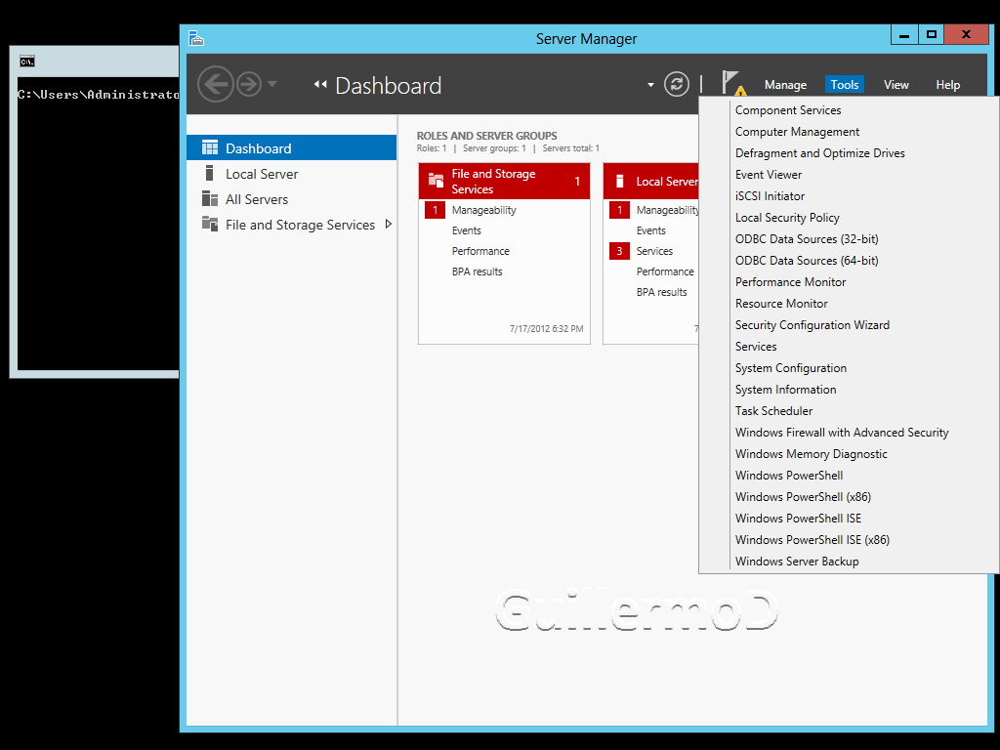 Server Manager
C:\.
C:\Users\Administrato
Dashboard
Manage Tools View Help
Dashboard
Local Server
All Servers
File and Storage Services
ROLES AND SERVER GROUPS
Roles: 1 | Server groups: 1 | Servers total: 1
File and Storage
Services
1
1 Manageability
Events
Performance
BPA results
7/17/2012 6:32 PM
Local Server
1 Manageability
Events
3 Services
Performance
BPA results
7
Component Services
Computer Management
Defragment and Optimize Drives
Event Viewer
iSCSI Initiator
Local Security Policy
ODBC Data Sources (32-bit)
ODBC Data Sources (64-bit)
Performance Monitor
Resource Monitor
Security Configuration Wizard
Services
System Configuration
System Information
Task Scheduler
Windows Firewall with Advanced Security
Windows Memory Diagnostic
Windows PowerShell
Windows PowerShell (x86)
Windows PowerShell ISE
Windows PowerShell ISE (x86)
Windows Server Backup
GuillermoD